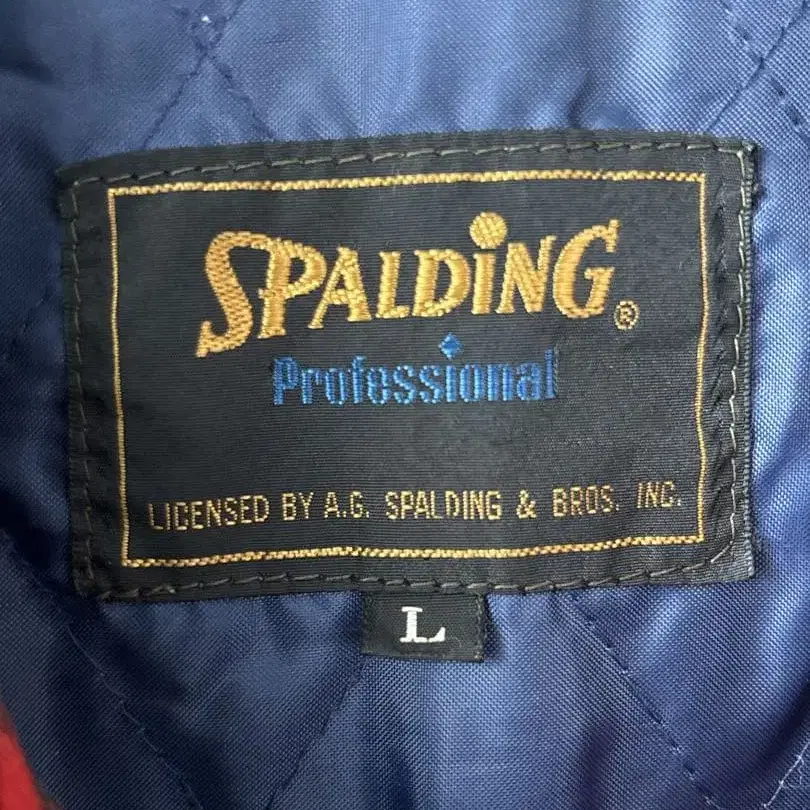 SPALDiNG®
Professional
LICENSED BY A.G. SPALDING & BROS. INC.
L